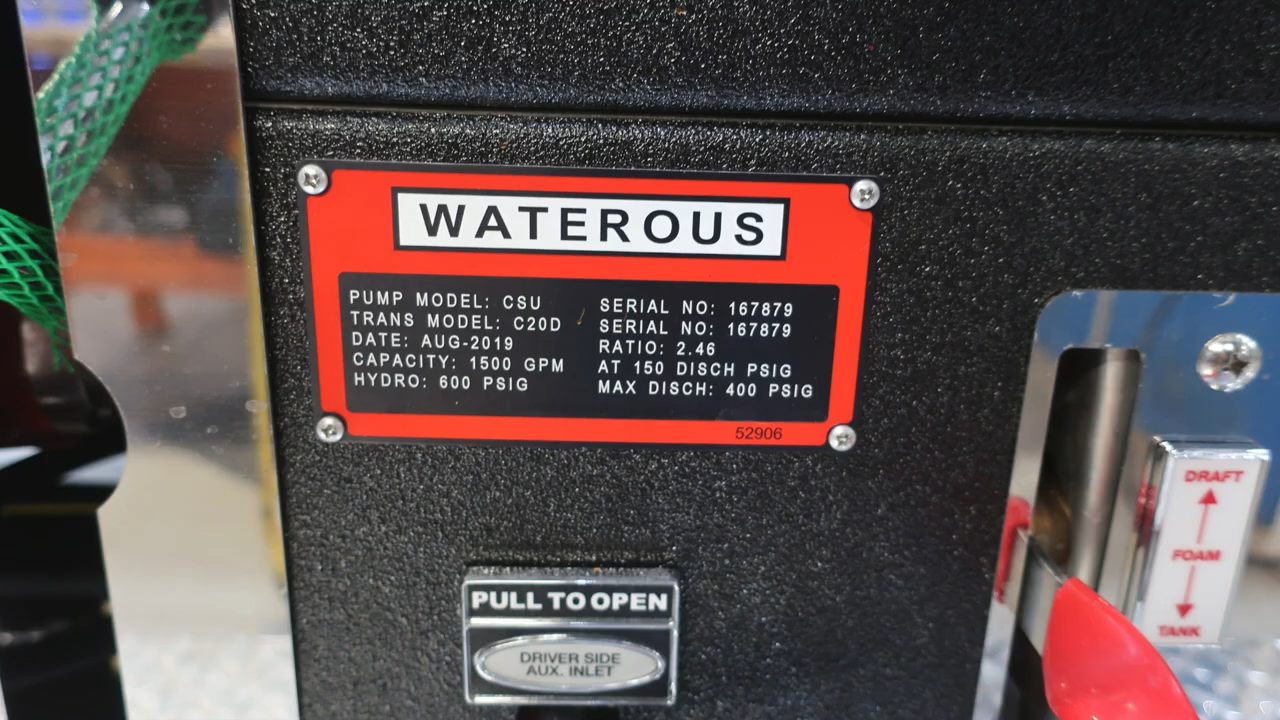 WATEROUS
PUMP MODEL: CSU SERIAL NO: 167879
TRANS MODEL: C20D SERIAL NO: 167879
DATE: AUG-2019 RATIO: 2.46
CAPACITY: 1500 GPM AT 150 DISCH PSIG
HYDRO: 600 PSIG MAX DISCH: 400 PSIG
52906
DRAFT
FOAM
TANK
PULL TO OPEN
DRIVER SIDE
AUX. INLET